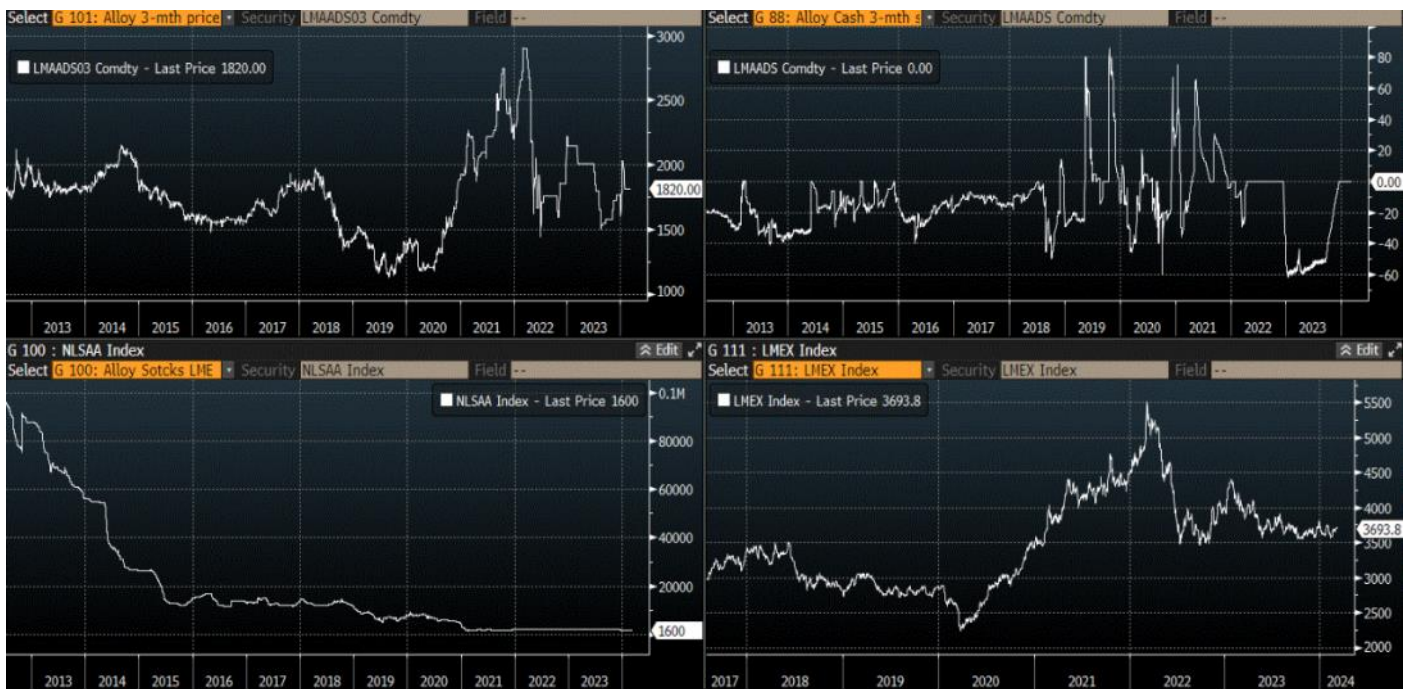 Select G 101: Alloy 3-mth price Security LMAADS03 Comdty Field --
LMAADS03 Comdty - Last Price 1820.00
3000
2500
2000
1820.00
1500
1000
2013 2014 2015 2016 2017 2018 2019 2020 2021 2022 2023
Select G 88: Alloy Cash 3-mth s Security LMAADS Comdty Field --
LMAADS Comdty - Last Price 0.00
80
60
40
20
0.00
-20
-40
-60
2013 2014 2015 2016 2017 2018 2019 2020 2021 2022 2023
G 100 : NLSAA Index Edit
Select G 100: Alloy Sotcks LME Security NLSAA Index Field --
NLSAA Index - Last Price 1600
0.1M
80000
60000
40000
20000
1600
2013 2014 2015 2016 2017 2018 2019 2020 2021 2022 2023
G 111 : LMEX Index Edit
Select G 111: LMEX Index Security LMEX Index Field --
LMEX Index - Last Price 3693.8
5500
5000
4500
4000
3693.8
3500
3000
2500
2000
2017 2018 2019 2020 2021 2022 2023 2024